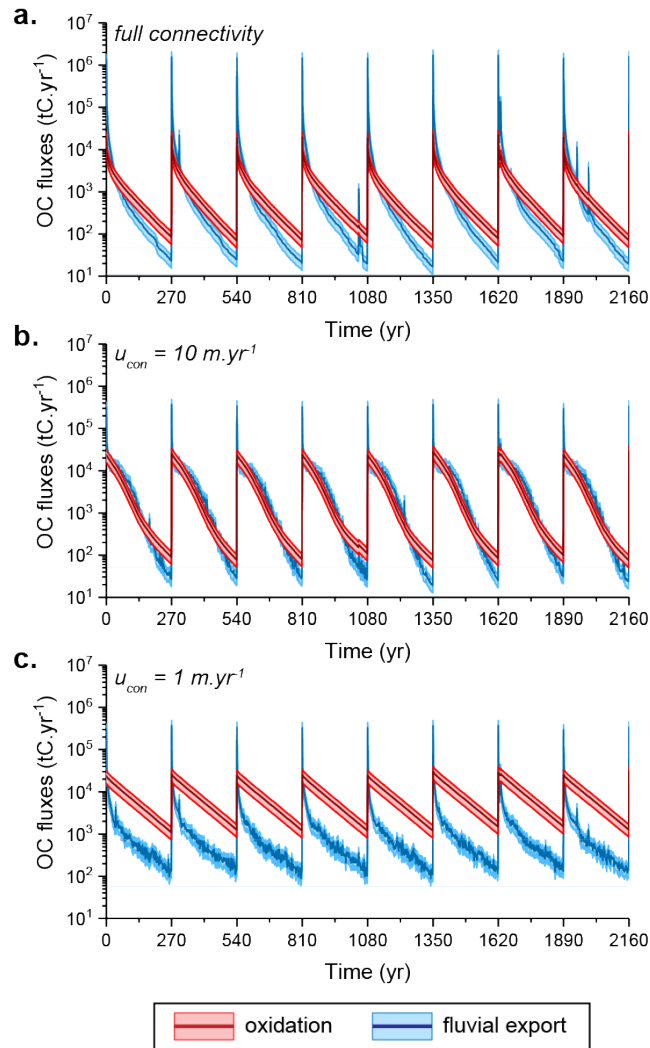 a.
full connectivity
OC fluxes (tC.yr⁻¹)
10⁷
10⁶
10⁵
10⁴
10³
10²
10¹
0 270 540 810 1080 1350 1620 1890 2160
Time (yr)
b.
u_con = 10 m.yr⁻¹
OC fluxes (tC.yr⁻¹)
10⁷
10⁶
10⁵
10⁴
10³
10²
10¹
0 270 540 810 1080 1350 1620 1890 2160
Time (yr)
c.
u_con = 1 m.yr⁻¹
OC fluxes (tC.yr⁻¹)
10⁷
10⁶
10⁵
10⁴
10³
10²
10¹
0 270 540 810 1080 1350 1620 1890 2160
Time (yr)
oxidation fluvial export